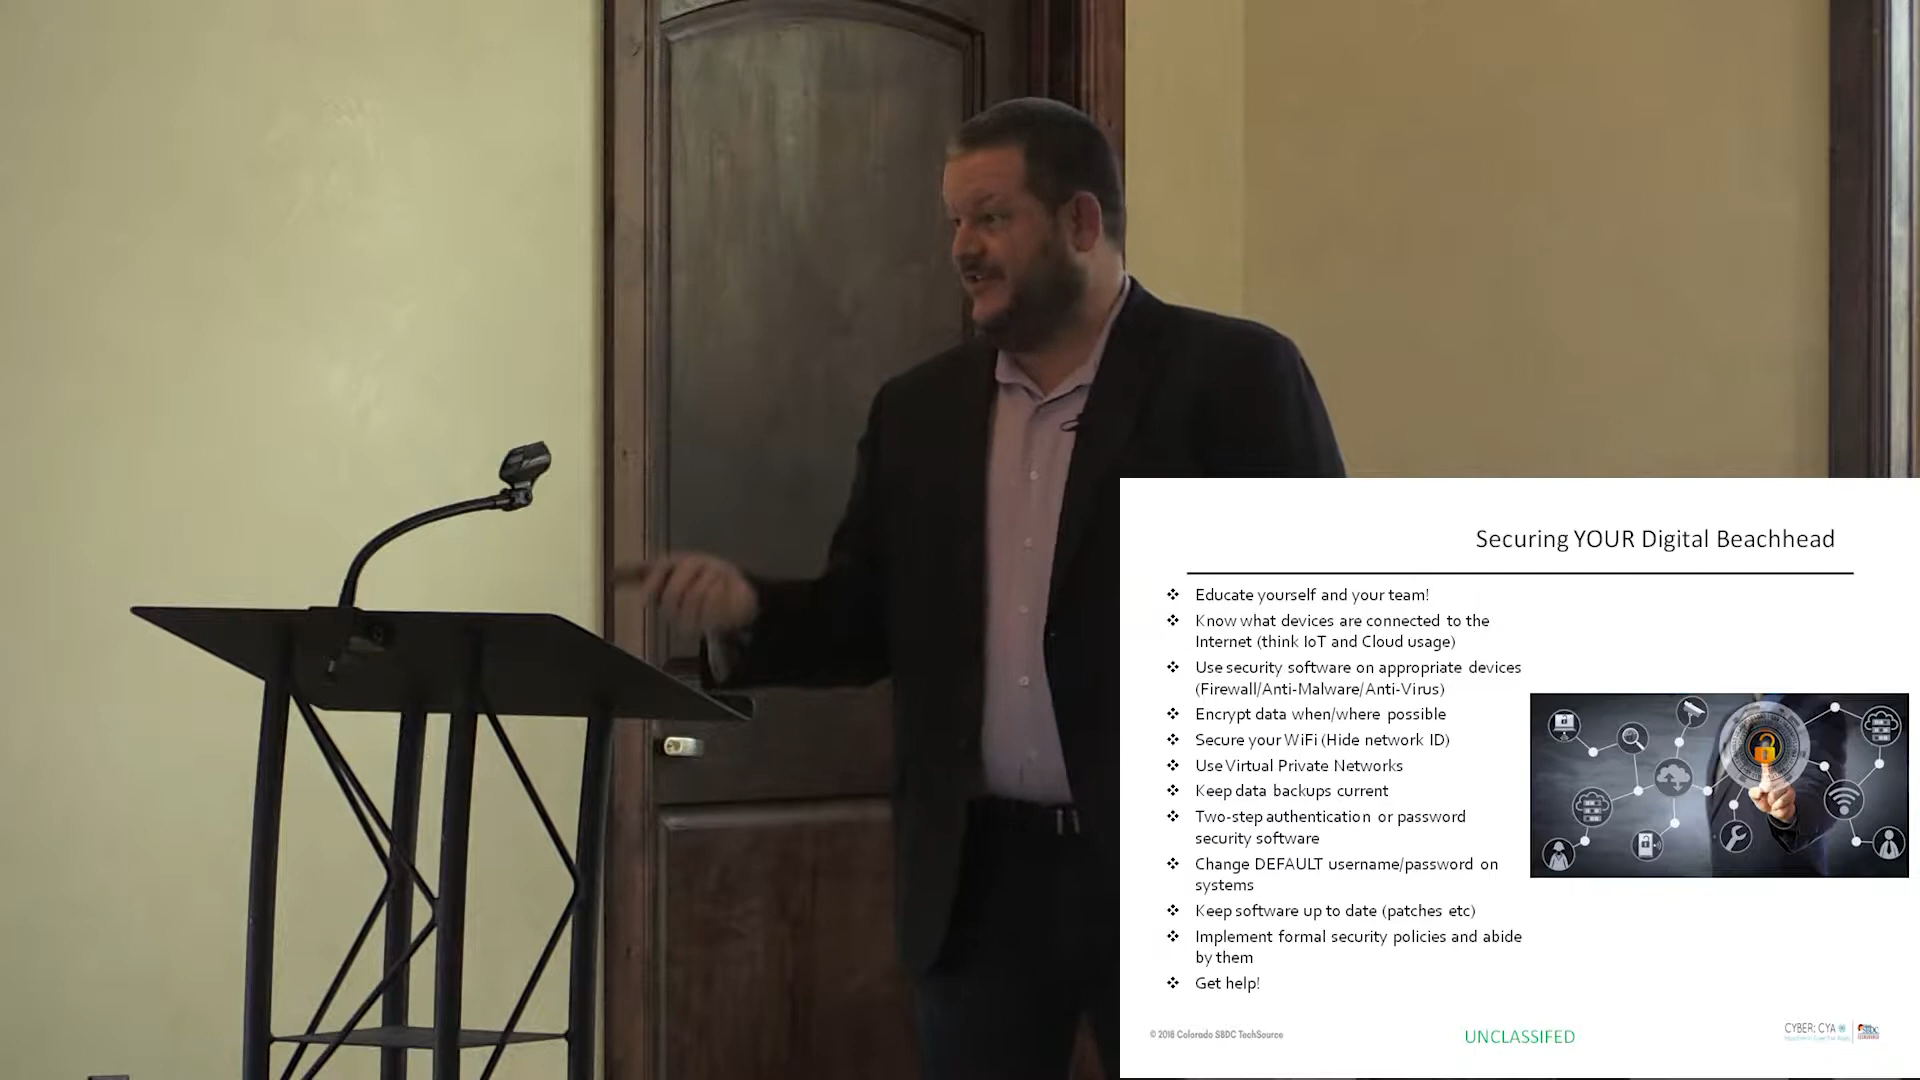 Securing YOUR Digital Beachhead
❖ Educate yourself and your team!
❖ Know what devices are connected to the
Internet (think IoT and Cloud usage)
❖ Use security software on appropriate devices
(Firewall/Anti-Malware/Anti-Virus)
❖ Encrypt data when/where possible
❖ Secure your WiFi (Hide network ID)
❖ Use Virtual Private Networks
❖ Keep data backups current
❖ Two-step authentication or password
security software
❖ Change DEFAULT username/password on
systems
❖ Keep software up to date (patches etc)
❖ Implement formal security policies and abide
by them
❖ Get help!
© 2016 Colorado SBDC TechSource
UNCLASSIFED
CYBER: CYA
SBDC